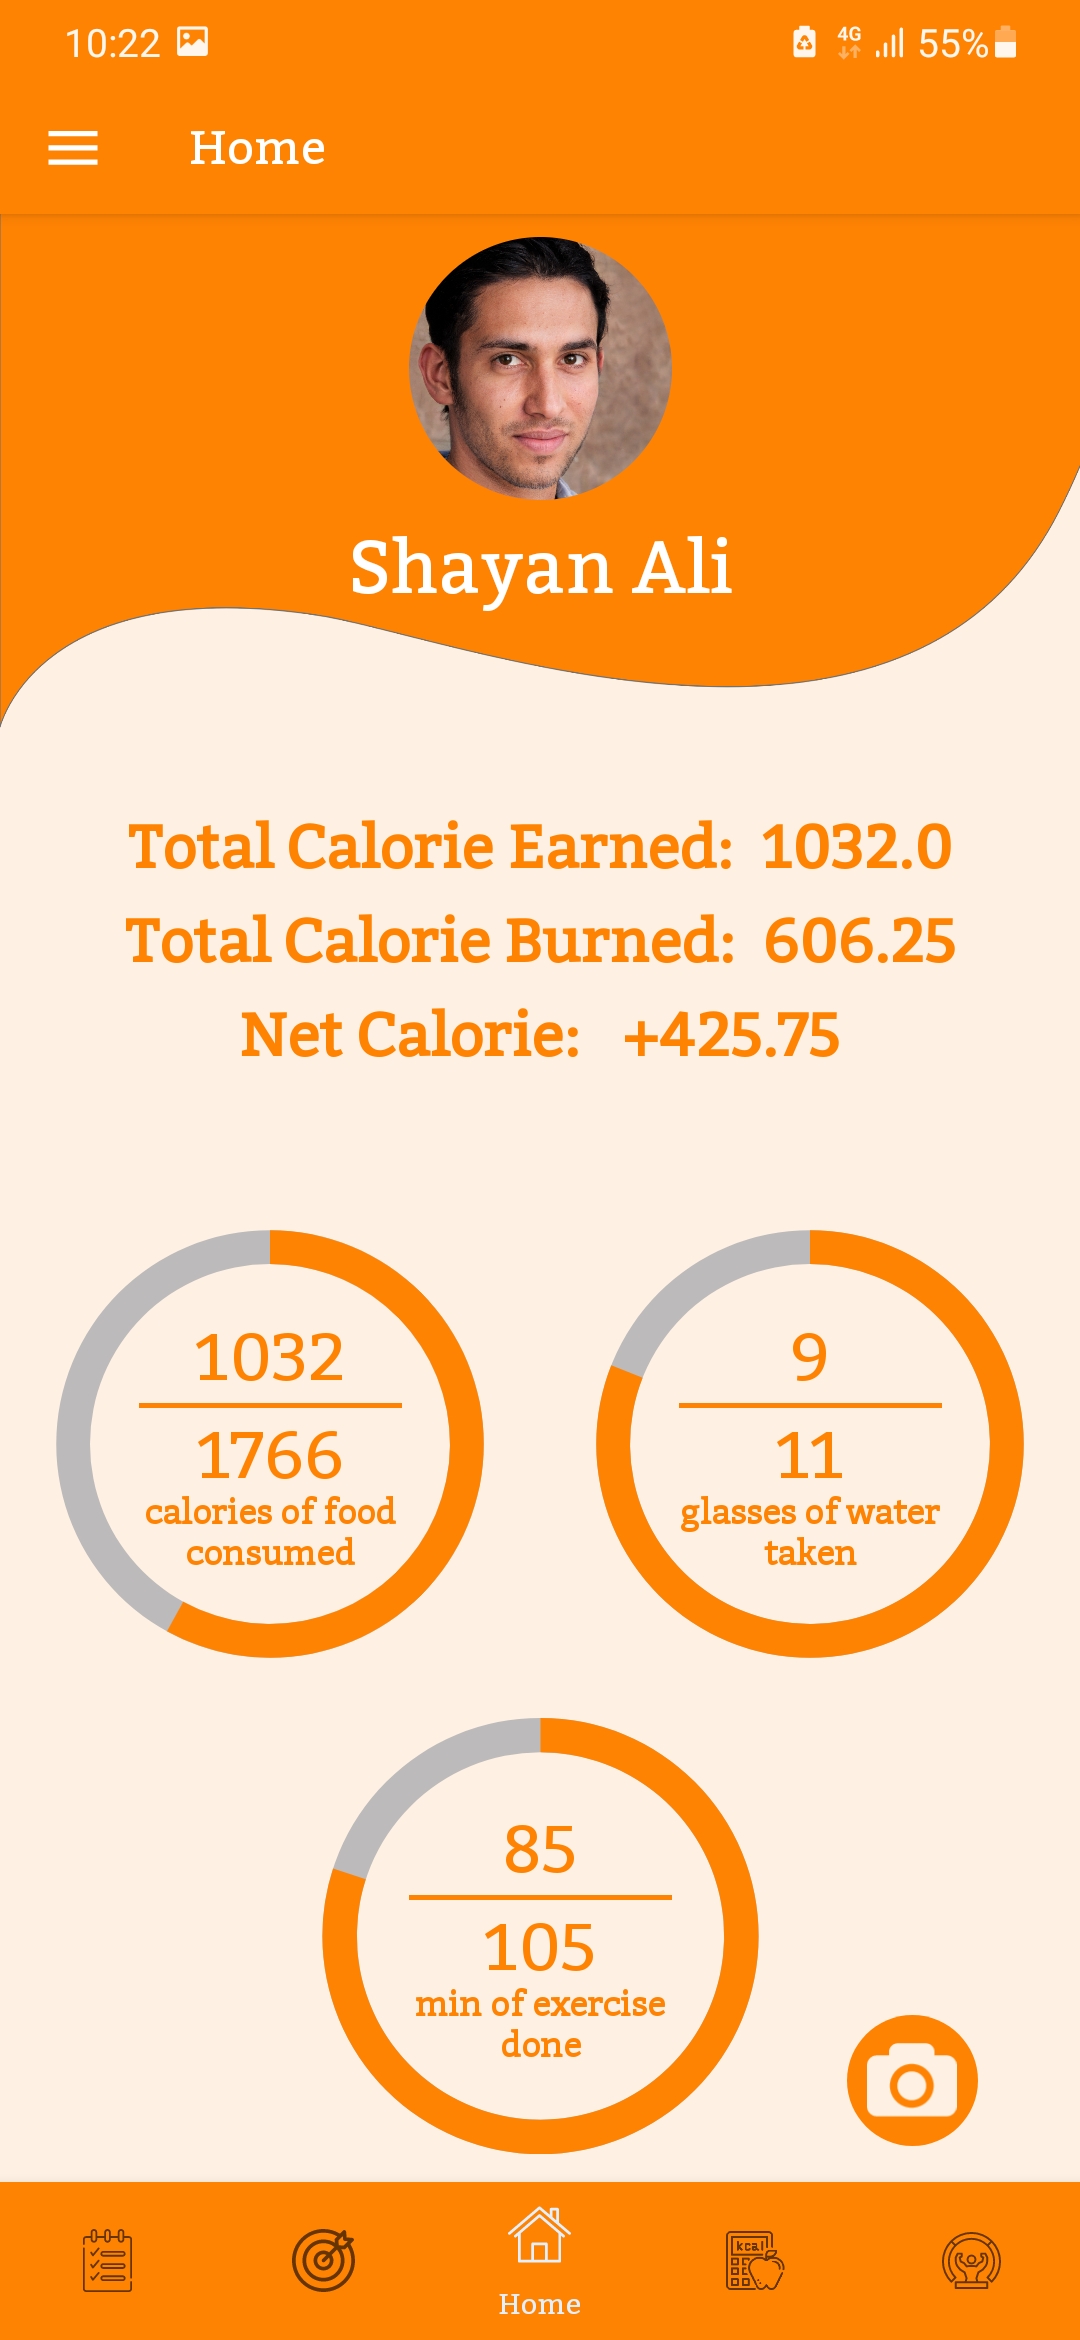 10:22 4G 55%
Home
Shayan Ali
Total Calorie Earned: 1032.0
Total Calorie Burned: 606.25
Net Calorie: +425.75
1032
1766
calories of food
consumed
9
11
glasses of water
taken
85
105
min of exercise
done
kcal
Home